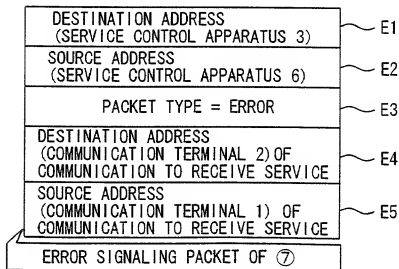 DESTINATION ADDRESS
(SERVICE CONTROL APPARATUS 3)
E1
SOURCE ADDRESS
(SERVICE CONTROL APPARATUS 6)
E2
PACKET TYPE = ERROR
E3
DESTINATION ADDRESS
(COMMUNICATION TERMINAL 2)OF
COMMUNICATION TO RECEIVE SERVICE
E4
SOURCE ADDRESS
(COMMUNICATION TERMINAL 1) OF
COMMUNICATION TO RECEIVE SERVICE
E5
ERROR SIGNALING PACKET OF ⑦